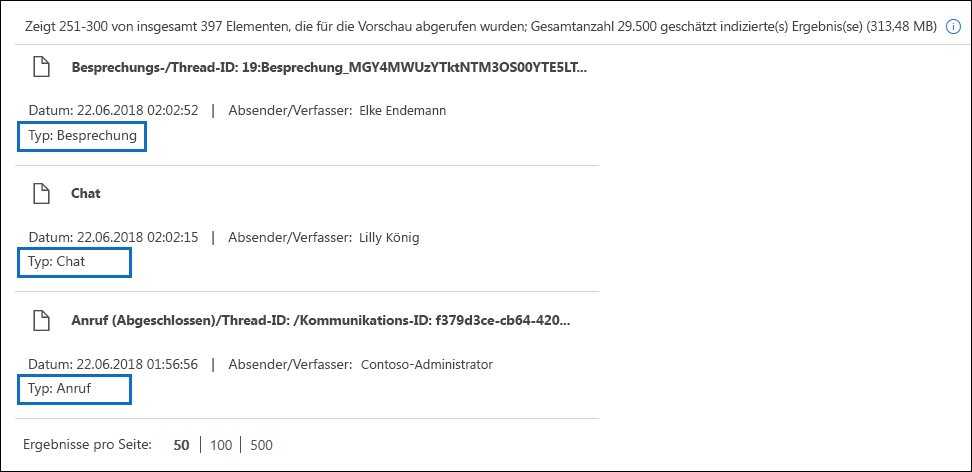 Zeigt 251-300 von insgesamt 397 Elementen, die für die Vorschau abgerufen wurden; Gesamtanzahl 29.500 geschätzt indizierte(s) Ergebnis(se) (313,48 MB)
Besprechungs-/Thread-ID: 19:Besprechung_MGY4MWUzYTktNTM3OS00YTE5LT...
Datum: 22.06.2018 02:02:52 | Absender/Verfasser: Elke Endemann
Typ: Besprechung
Chat
Datum: 22.06.2018 02:02:15 | Absender/Verfasser: Lilly König
Typ: Chat
Anruf (Abgeschlossen)/Thread-ID: /Kommunikations-ID: f379d3ce-cb64-420...
Datum: 22.06.2018 01:56:56 | Absender/Verfasser: Contoso-Administrator
Typ: Anruf
Ergebnisse pro Seite: 50 | 100 | 500